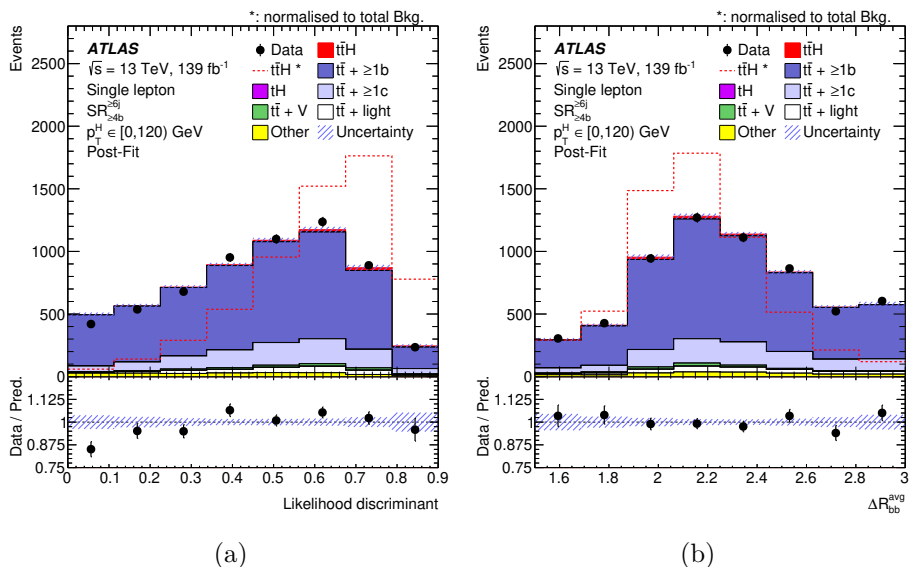 *: normalised to total Bkg.
Events
2500
2000
1500
1000
500
0
ATLAS
√s = 13 TeV, 139 fb⁻¹
Single lepton
SR≥6j≥4b
pTH ∈ [0,120) GeV
Post-Fit
Data
tt̄H
tt̄H *
tt̄ + ≥1b
tH
tt̄ + ≥1c
tt̄ + V
tt̄ + light
Other
Uncertainty
Data / Pred.
1.125
1
0.875
0.75
0 0.1 0.2 0.3 0.4 0.5 0.6 0.7 0.8 0.9
Likelihood discriminant
(a)
*: normalised to total Bkg.
Events
2500
2000
1500
1000
500
0
ATLAS
√s = 13 TeV, 139 fb⁻¹
Single lepton
SR≥6j≥4b
pTH ∈ [0,120) GeV
Post-Fit
Data
tt̄H
tt̄H *
tt̄ + ≥1b
tH
tt̄ + ≥1c
tt̄ + V
tt̄ + light
Other
Uncertainty
Data / Pred.
1.125
1
0.875
0.75
1.6 1.8 2 2.2 2.4 2.6 2.8 3
ΔRbbavg
(b)